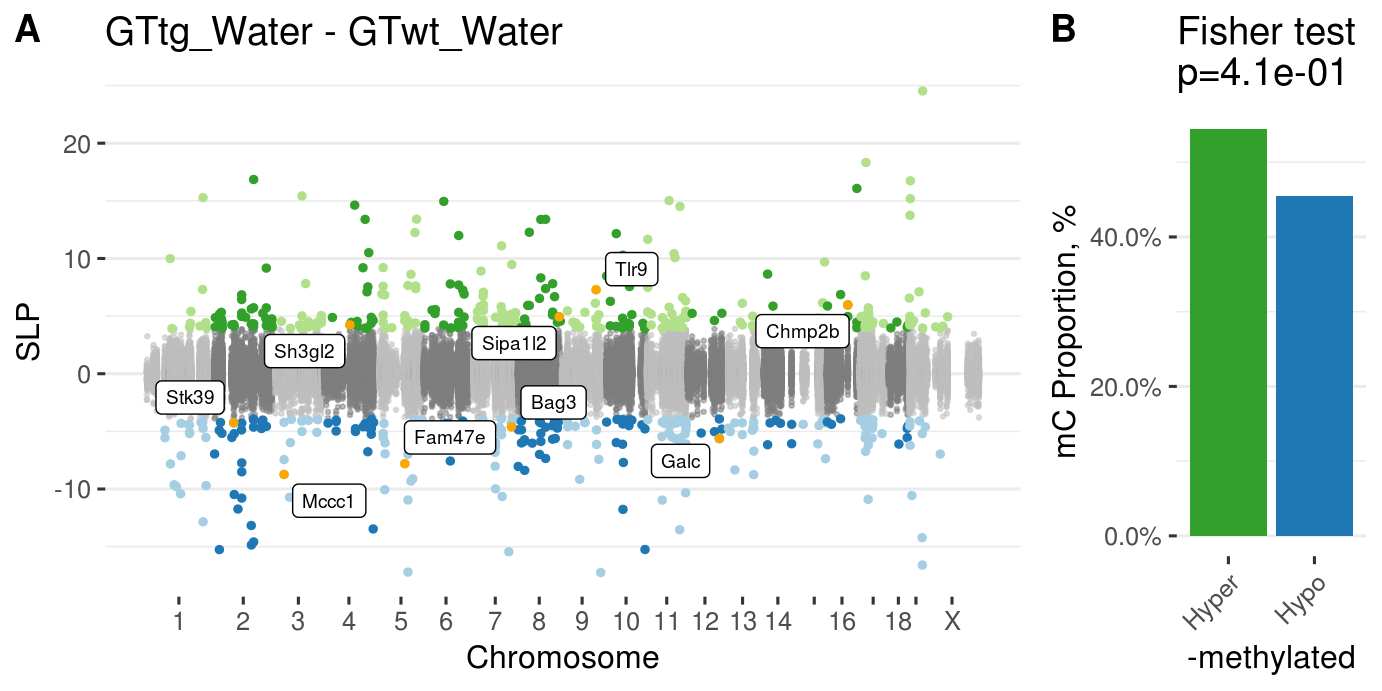 A
GTtg_Water - GTwt_Water
SLP
20
10
0
-10
Tlr9
Chmp2b
Sipa1l2
Sh3gl2
Stk39
Bag3
Fam47e
Galc
Mccc1
1 2 3 4 5 6 7 8 9 10 11 12 13 14 16 18 X
Chromosome
B
Fisher test
p=4.1e-01
mC Proportion, %
40.0%
20.0%
0.0%
Hyper
Hypo
-methylated